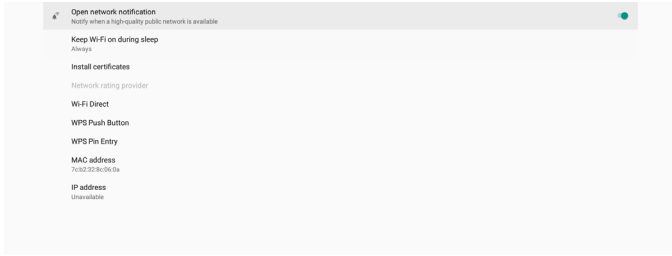 Open network notification
Notify when a high-quality public network is available
Keep Wi-Fi on during sleep
Always
Install certificates
Network rating provider
Wi-Fi Direct
WPS Push Button
WPS Pin Entry
MAC address
7c:b2:32:8c:06:0a
IP address
Unavailable